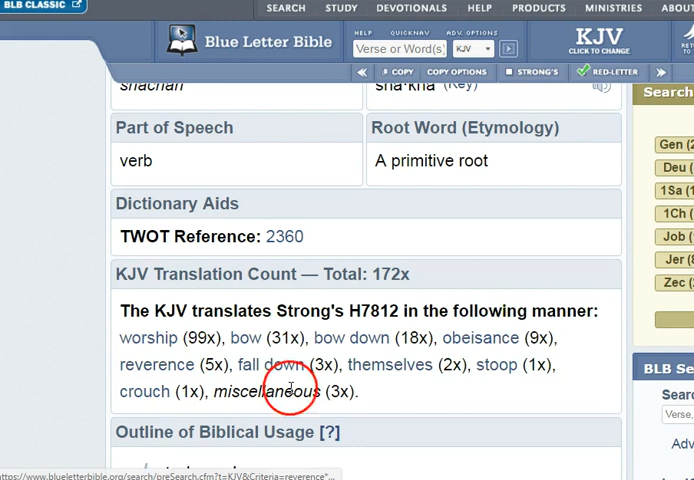 BLB CLASSIC
SEARCH STUDY DEVOTIONALS HELP PRODUCTS MINISTRIES ABOUT
Blue Letter Bible
HELP QUICKNAV ADV. OPTIONS
Verse or Word(s) KJV
KJV
CLICK TO CHANGE
COPY COPY OPTIONS STRONG'S RED-LETTER
shachah (Key)
Search
Part of Speech
Root Word (Etymology)
verb
A primitive root
Dictionary Aids
TWOT Reference: 2360
KJV Translation Count — Total: 172x
The KJV translates Strong's H7812 in the following manner:
worship (99x), bow (31x), bow down (18x), obeisance (9x),
reverence (5x), fall down (3x), themselves (2x), stoop (1x),
crouch (1x), miscellaneous (3x).
Outline of Biblical Usage [?]
Gen (2
Deu (
1Sa (1
1Ch (
Job (
Jer (8
Zec (
BLB S
Searc
Verse,
Adv
https://www.blueletterbible.org/search/preSearch.cfm?t=KJV&Criteria=reverence*...